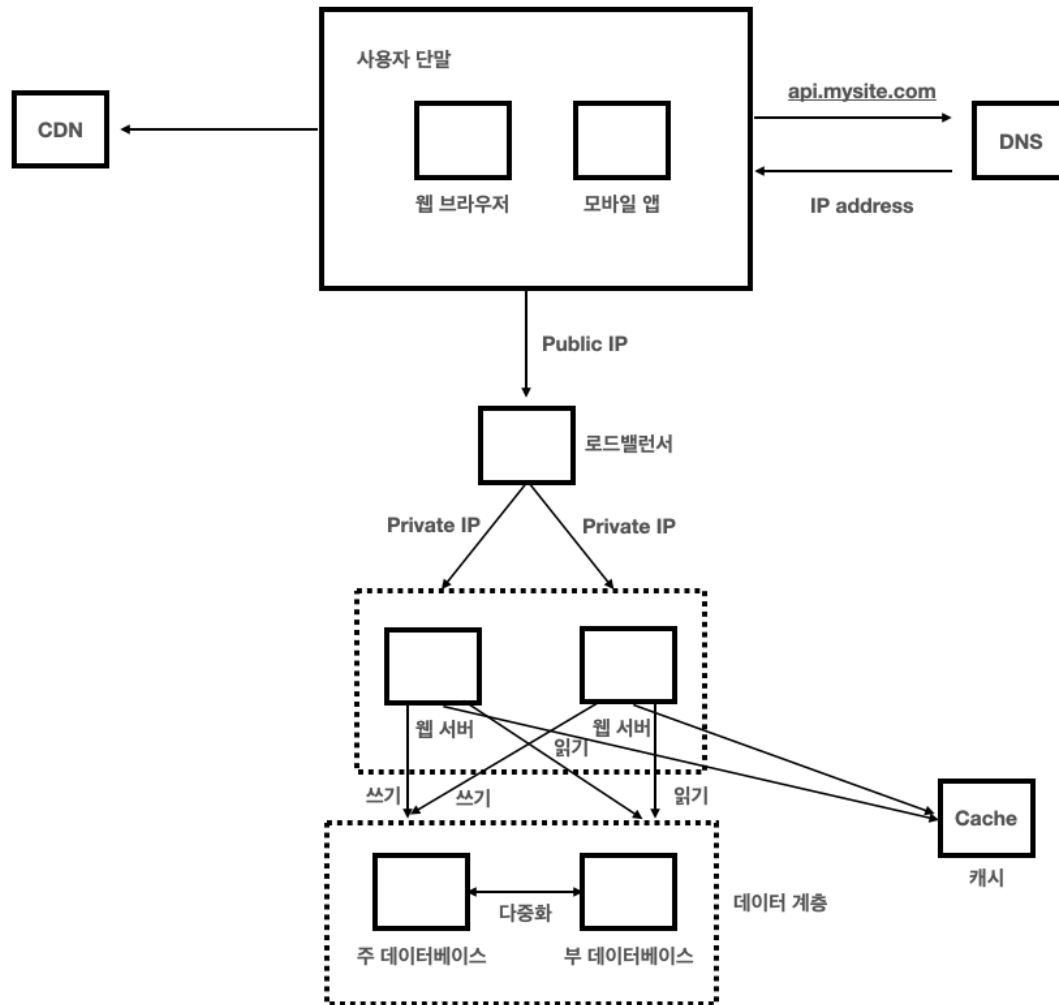 사용자 단말
api.mysite.com
CDN
DNS
웹 브라우저
모바일 앱
IP address
Public IP
로드밸런서
Private IP
Private IP
웹 서버
웹 서버
읽기
쓰기
쓰기
읽기
Cache
캐시
다중화
데이터 계층
주 데이터베이스
부 데이터베이스